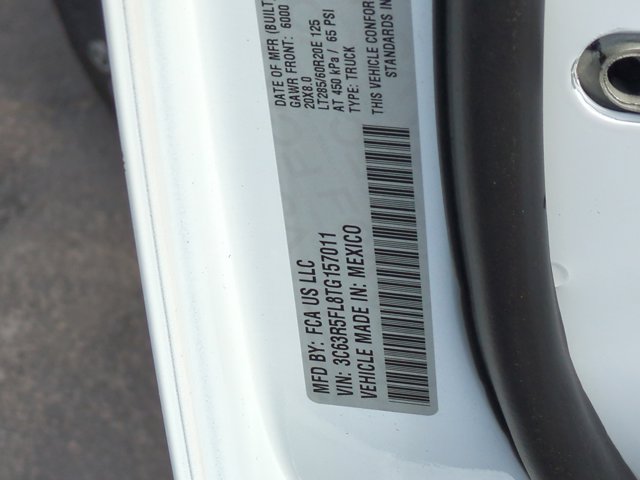 MFD BY: FCA US LLC
VIN: 3C63R5FL8TG157011
VEHICLE MADE IN: MEXICO
DATE OF MFR (BUILT
GAWR FRONT: 6000
20X8.0
LT285/60R20E 125
AT 450 kPa / 65 PSI
TYPE: TRUCK
THIS VEHICLE CONFOR
STANDARDS IN